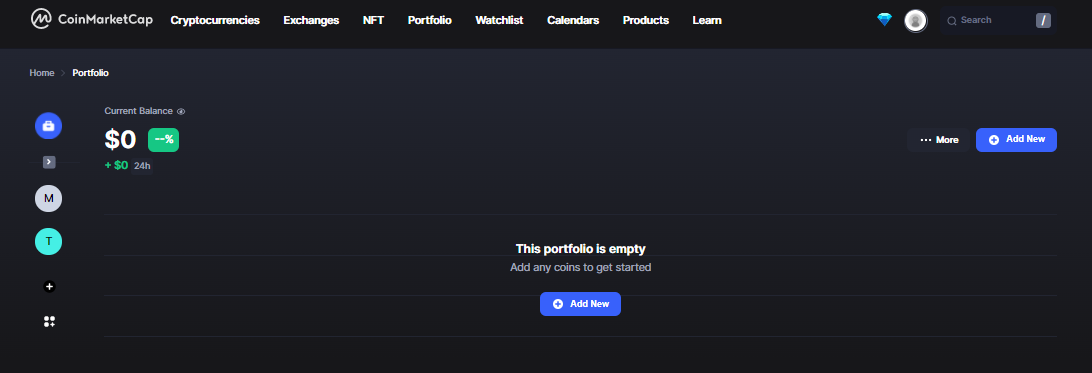 CoinMarketCap Cryptocurrencies Exchanges NFT Portfolio Watchlist Calendars Products Learn Search /
Home > Portfolio
Current Balance
$0 --%
+ $0 24h
... More Add New
M
T
This portfolio is empty
Add any coins to get started
Add New